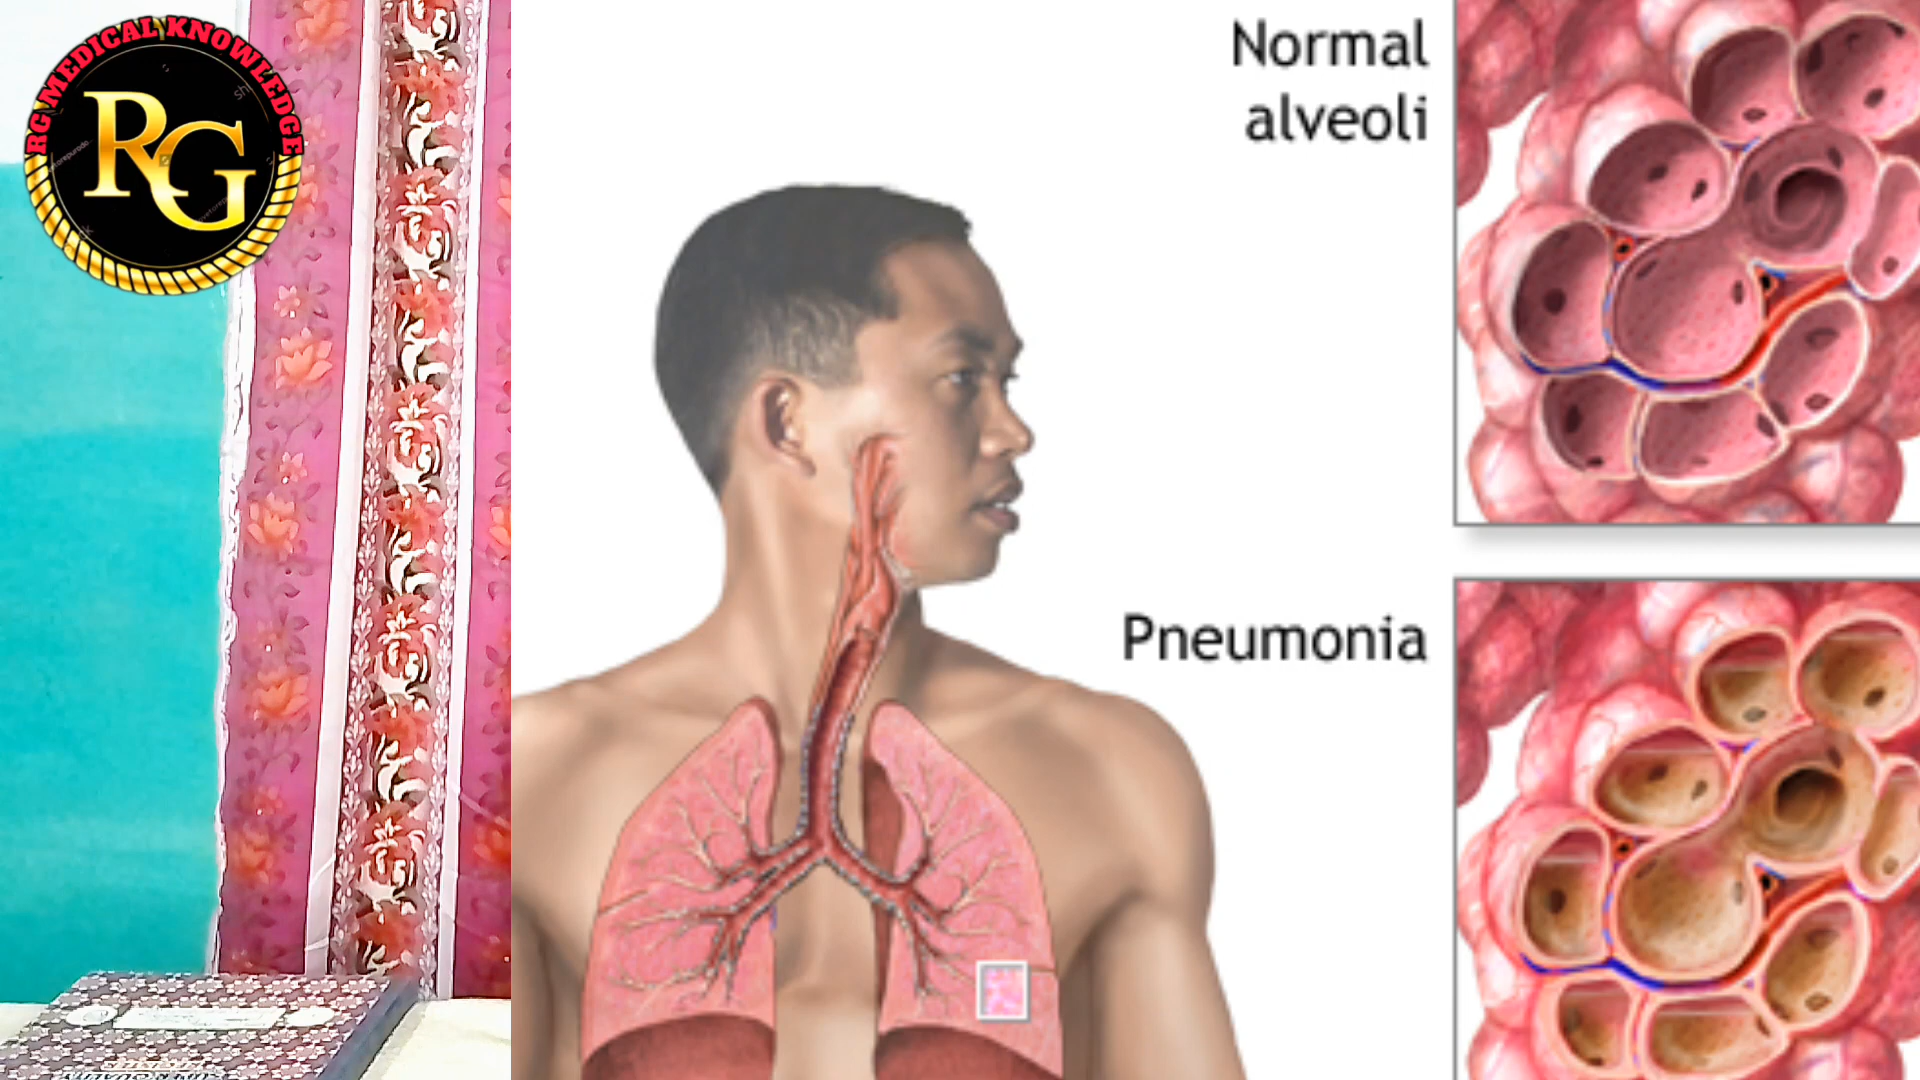 RG MEDICAL KNOWLEDGE
RG
Normal
alveoli
Pneumonia